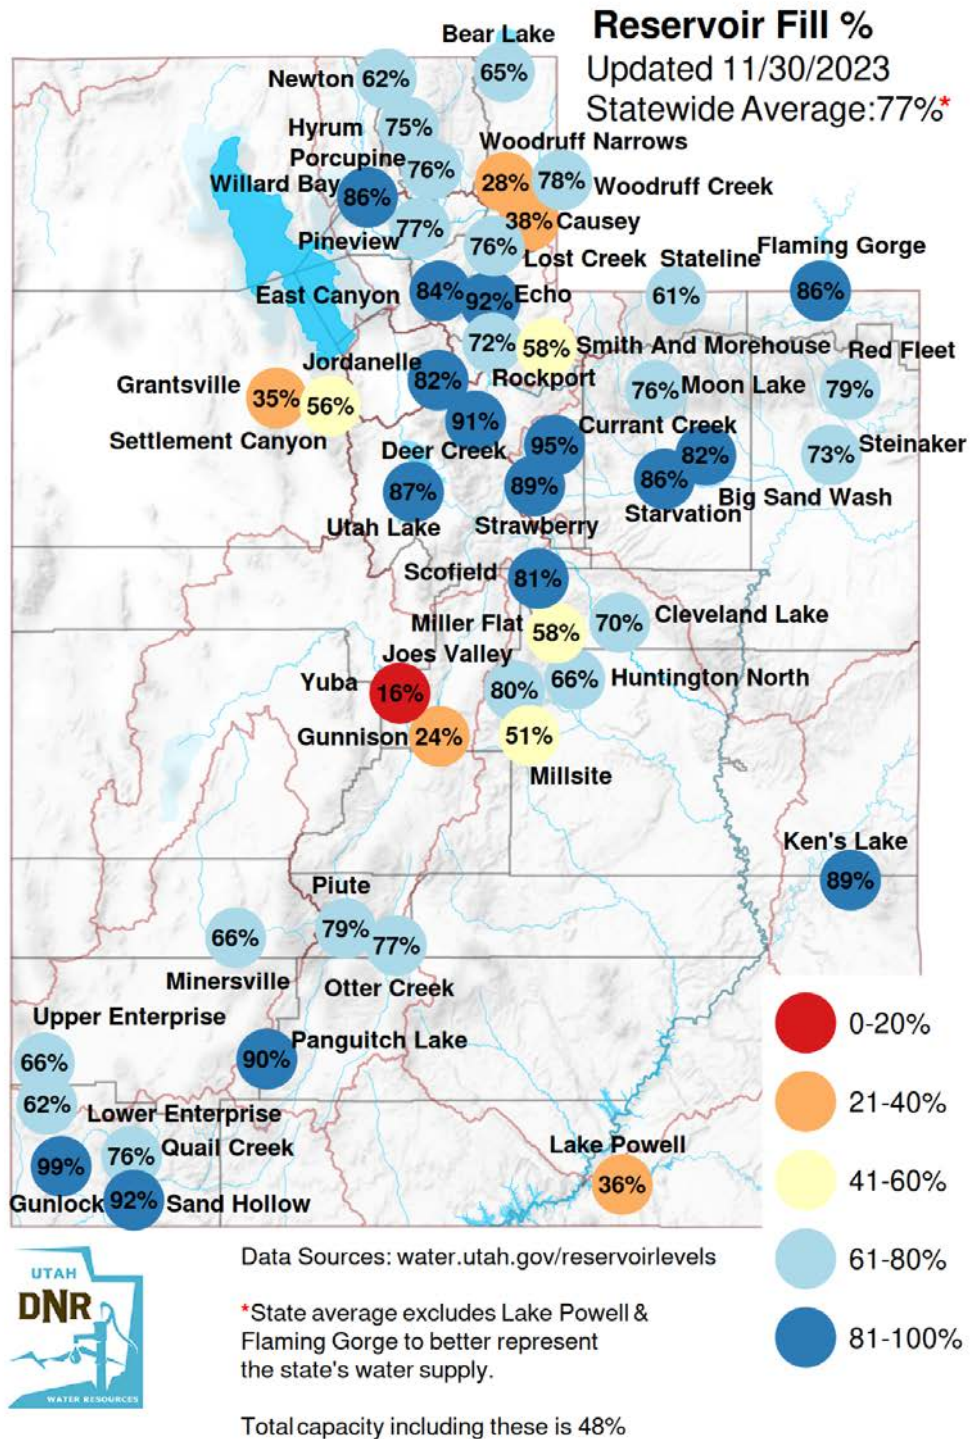 Reservoir Fill %
Updated 11/30/2023
Statewide Average:77%*
Bear Lake
65%
Newton 62%
Hyrum 75%
Woodruff Narrows
28%
Porcupine
76%
78% Woodruff Creek
Willard Bay
86%
38% Causey
Pineview 77%
76%
Lost Creek
Stateline
61%
Flaming Gorge
86%
East Canyon 84%
92% Echo
72%
Rockport
58% Smith And Morehouse
Red Fleet
79%
Jordanelle
82%
76% Moon Lake
Grantsville
35%
56%
Settlement Canyon
91%
Deer Creek
Currant Creek
95%
82%
Big Sand Wash
73% Steinaker
87%
Utah Lake
89%
Strawberry
86%
Starvation
Scofield 81%
Miller Flat 58%
70% Cleveland Lake
Joes Valley
80%
66% Huntington North
Yuba 16%
Gunnison 24%
51%
Millsite
Ken's Lake
89%
Piute
79%
77%
Otter Creek
66%
Minersville
Upper Enterprise
66%
90% Panguitch Lake
62%
Lower Enterprise
76% Quail Creek
99%
Gunlock
92% Sand Hollow
Lake Powell
36%
0-20%
21-40%
41-60%
61-80%
81-100%
UTAH
DNR
WATER RESOURCES
Data Sources: water.utah.gov/reservoirlevels
*State average excludes Lake Powell &
Flaming Gorge to better represent
the state's water supply.
Total capacity including these is 48%